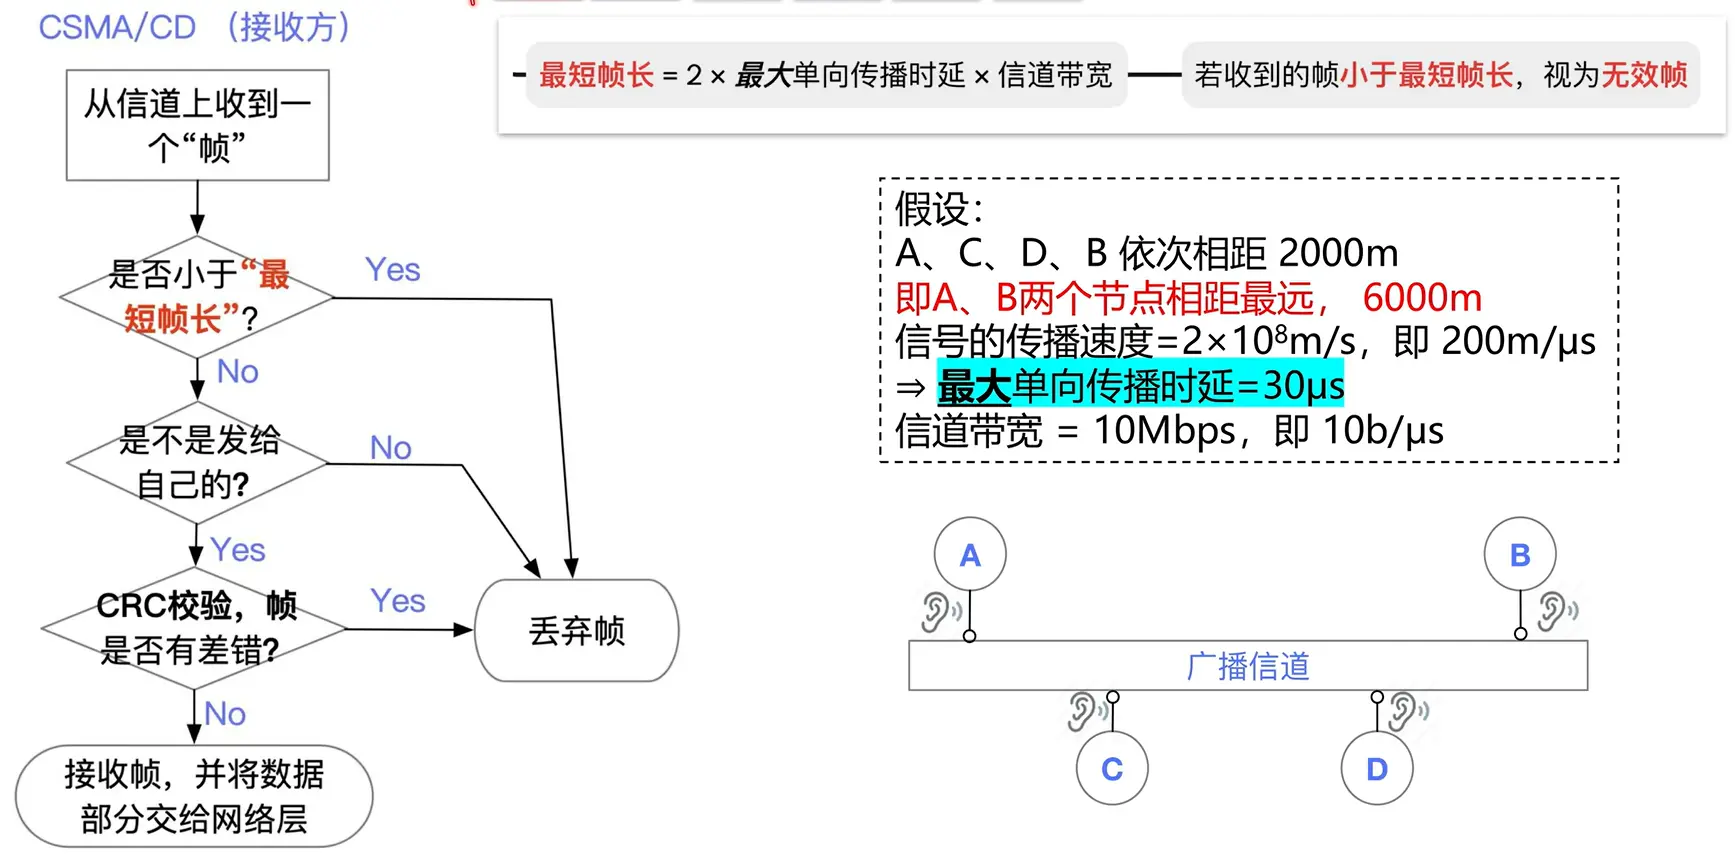 CSMA/CD （接收方）
最短帧长 = 2 × 最大单向传播时延 × 信道带宽
若收到的帧小于最短帧长，视为无效帧
从信道上收到一
个“帧”
是否小于“最
短帧长”?
Yes
No
是不是发给
自己的?
No
Yes
CRC校验，帧
是否有差错?
Yes
丢弃帧
No
接收帧，并将数据
部分交给网络层
假设：
A、C、D、B 依次相距 2000m
即A、B两个节点相距最远， 6000m
信号的传播速度=2×10⁸m/s，即 200m/μs
⇒ 最大单向传播时延=30μs
信道带宽 = 10Mbps，即 10b/μs
A
B
广播信道
C
D